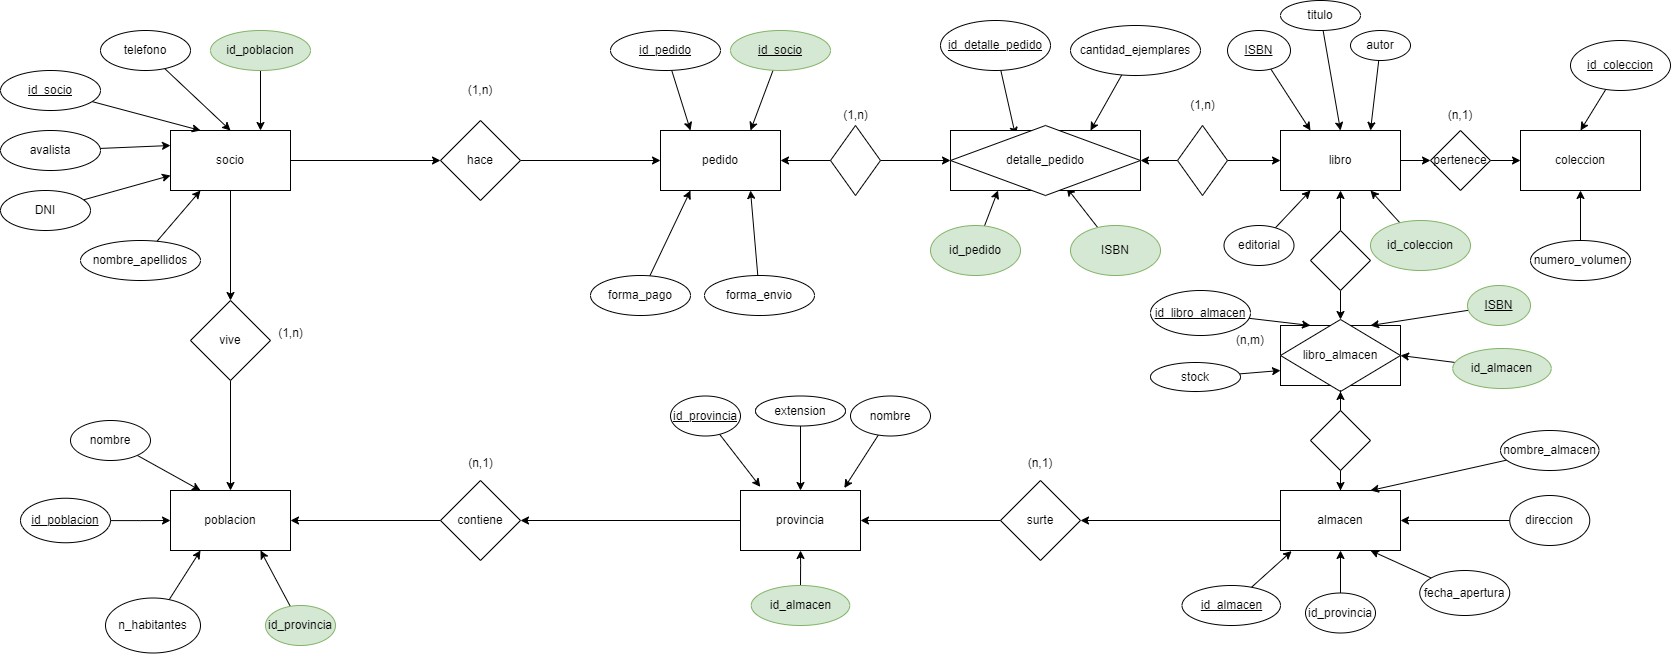 titulo
telefono
id_poblacion
id_pedido
id_socio
id_detalle_pedido
cantidad_ejemplares
ISBN
autor
id_coleccion
id_socio
(1,n)
(1,n)
(1,n)
(n,1)
avalista
socio
hace
pedido
detalle_pedido
libro
pertenece
coleccion
DNI
nombre_apellidos
id_pedido
ISBN
editorial
id_coleccion
numero_volumen
forma_pago
forma_envio
id_libro_almacen
ISBN
vive
(1,n)
(n,m)
libro_almacen
stock
id_almacen
nombre
id_provincia
extension
nombre
nombre_almacen
(n,1)
(n,1)
id_poblacion
poblacion
contiene
provincia
surte
almacen
direccion
n_habitantes
id_provincia
id_almacen
id_almacen
id_provincia
fecha_apertura